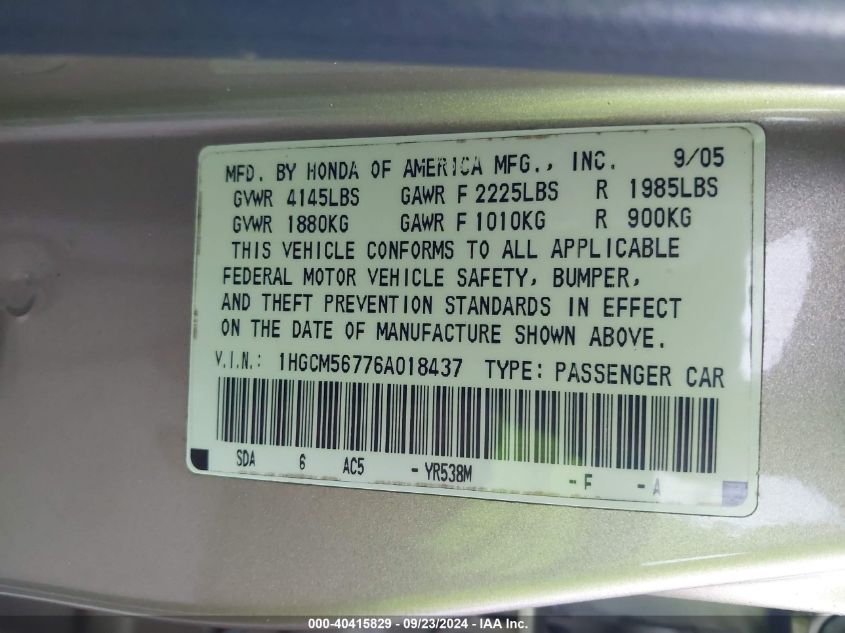 MFD. BY HONDA OF AMERICA MFG., INC. 9/05
GVWR 4145LBS GAWR F 2225LBS R 1985LBS
GVWR 1880KG GAWR F 1010KG R 900KG
THIS VEHICLE CONFORMS TO ALL APPLICABLE
FEDERAL MOTOR VEHICLE SAFETY, BUMPER,
AND THEFT PREVENTION STANDARDS IN EFFECT
ON THE DATE OF MANUFACTURE SHOWN ABOVE.
V.I.N.: 1HGCM56776A018437 TYPE: PASSENGER CAR
SDA 6 AC5 - YR538M - F - A
000-40415829 - 09/23/2024 - IAA Inc.